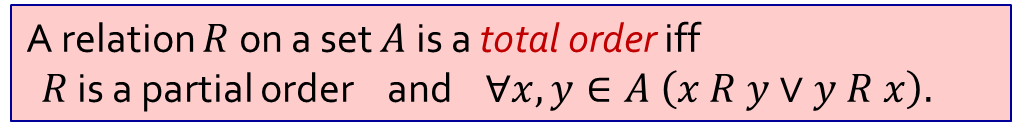 A relation 𝑅 on a set 𝐴 is a total order iff
𝑅 is a partial order and ∀𝑥, 𝑦 ∈ 𝐴 (𝑥 𝑅 𝑦 ∨ 𝑦 𝑅 𝑥).